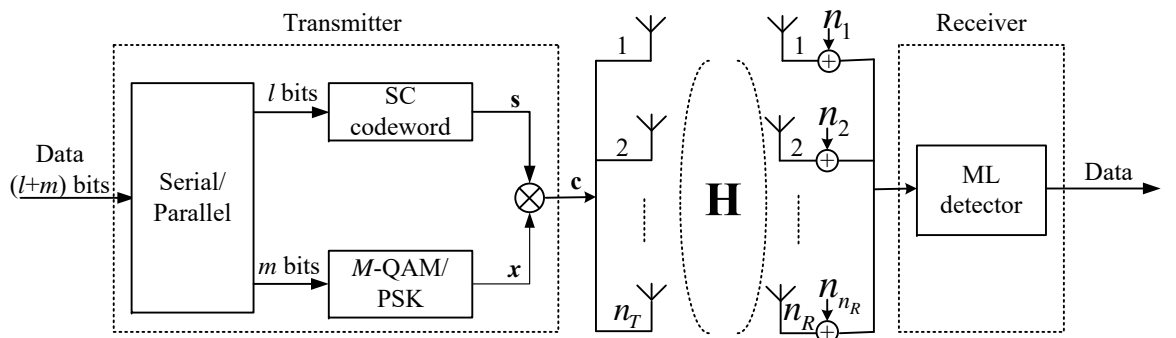 Transmitter
Receiver
Data
(l+m) bits
Serial/
Parallel
l bits
SC
codeword
s
m bits
M-QAM/
PSK
x
c
1
2
n_T
H
1
n_1
2
n_2
n_R
n_{n_R}
ML
detector
Data